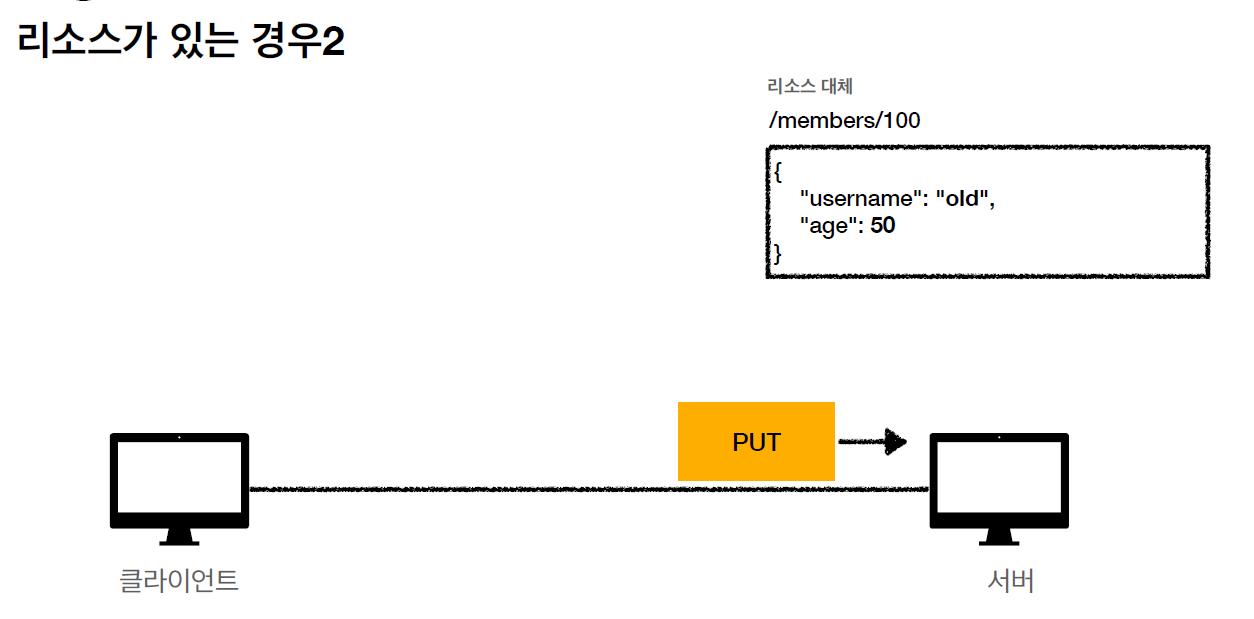 리소스가 있는 경우2
리소스 대체
/members/100
{
"username": "old",
"age": 50
}
PUT
클라이언트
서버